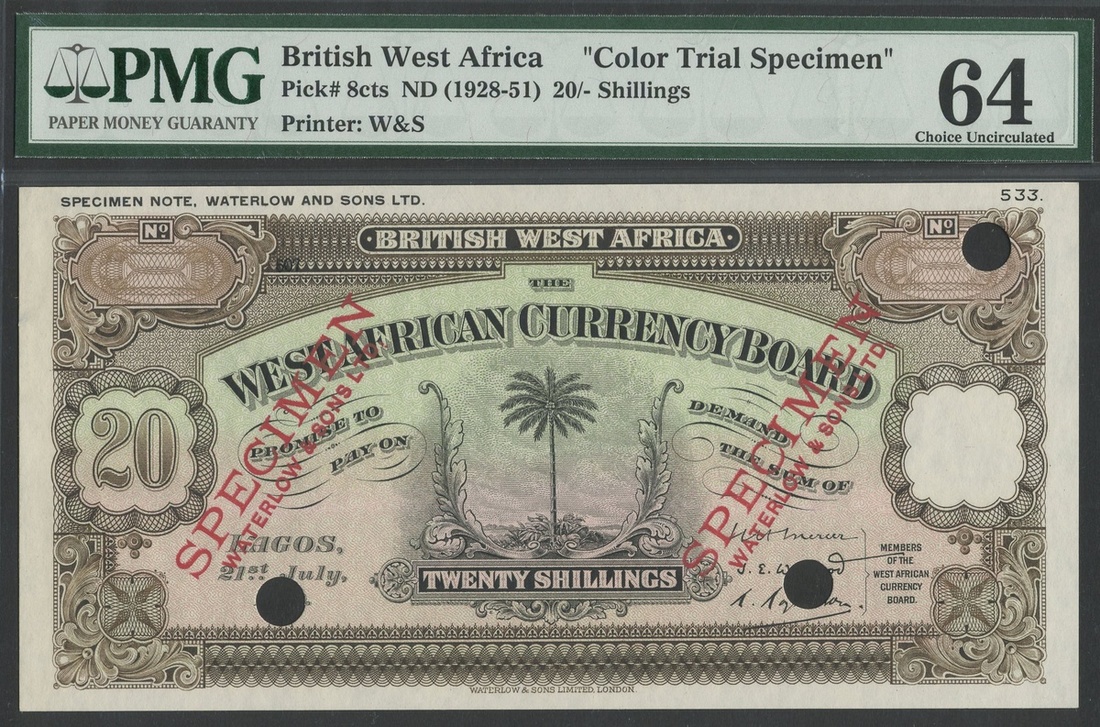 PMG
PAPER MONEY GUARANTY
British West Africa "Color Trial Specimen"
Pick# 8cts ND (1928-51) 20/- Shillings
Printer: W&S
64
Choice Uncirculated
SPECIMEN NOTE, WATERLOW AND SONS LTD.
533.
Nº
Nº
·BRITISH WEST AFRICA·
THE
WEST AFRICAN CURRENCY BOARD
20
PROMISE TO
PAY ON
DEMAND
THE SUM OF
SPECIMEN
WATERLOW & SONS LTD
SPECIMEN
WATERLOW & SONS LTD
LAGOS,
21st July,
TWENTY SHILLINGS
MEMBERS
OF THE
WEST AFRICAN
CURRENCY
BOARD.
WATERLOW & SONS LIMITED, LONDON